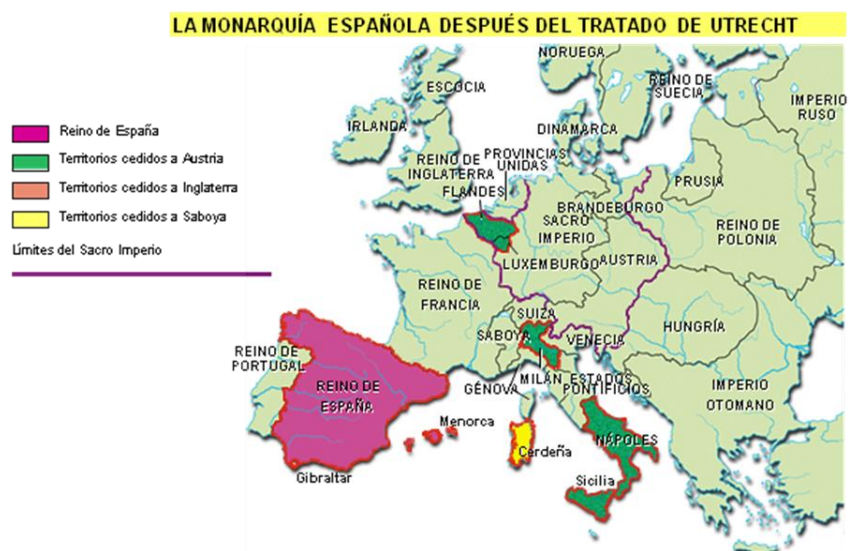 LA MONARQUÍA ESPAÑOLA DESPUÉS DEL TRATADO DE UTRECHT
Reino de España
Territorios cedidos a Austria
Territorios cedidos a Inglaterra
Territorios cedidos a Saboya
Límites del Sacro Imperio
NORUEGA
ESCOCIA
REINO DE
SUECIA
IMPERIO
RUSO
IRLANDA
DINAMARCA
REINO DE
INGLATERRA
PROVINCIAS
UNIDAS
FLANDES
PRUSIA
BRANDEBURGO
SACRO
IMPERIO
REINO DE
POLONIA
LUXEMBURGO
AUSTRIA
REINO DE
FRANCIA
SUIZA
SABOYA
VENECIA
HUNGRÍA
REINO DE
PORTUGAL
REINO DE
ESPAÑA
GÉNOVA
MILÁN
ESTADOS
PONTIFICIOS
IMPERIO
OTOMANO
Menorca
Cerdeña
NÁPOLES
Gibraltar
Sicilia